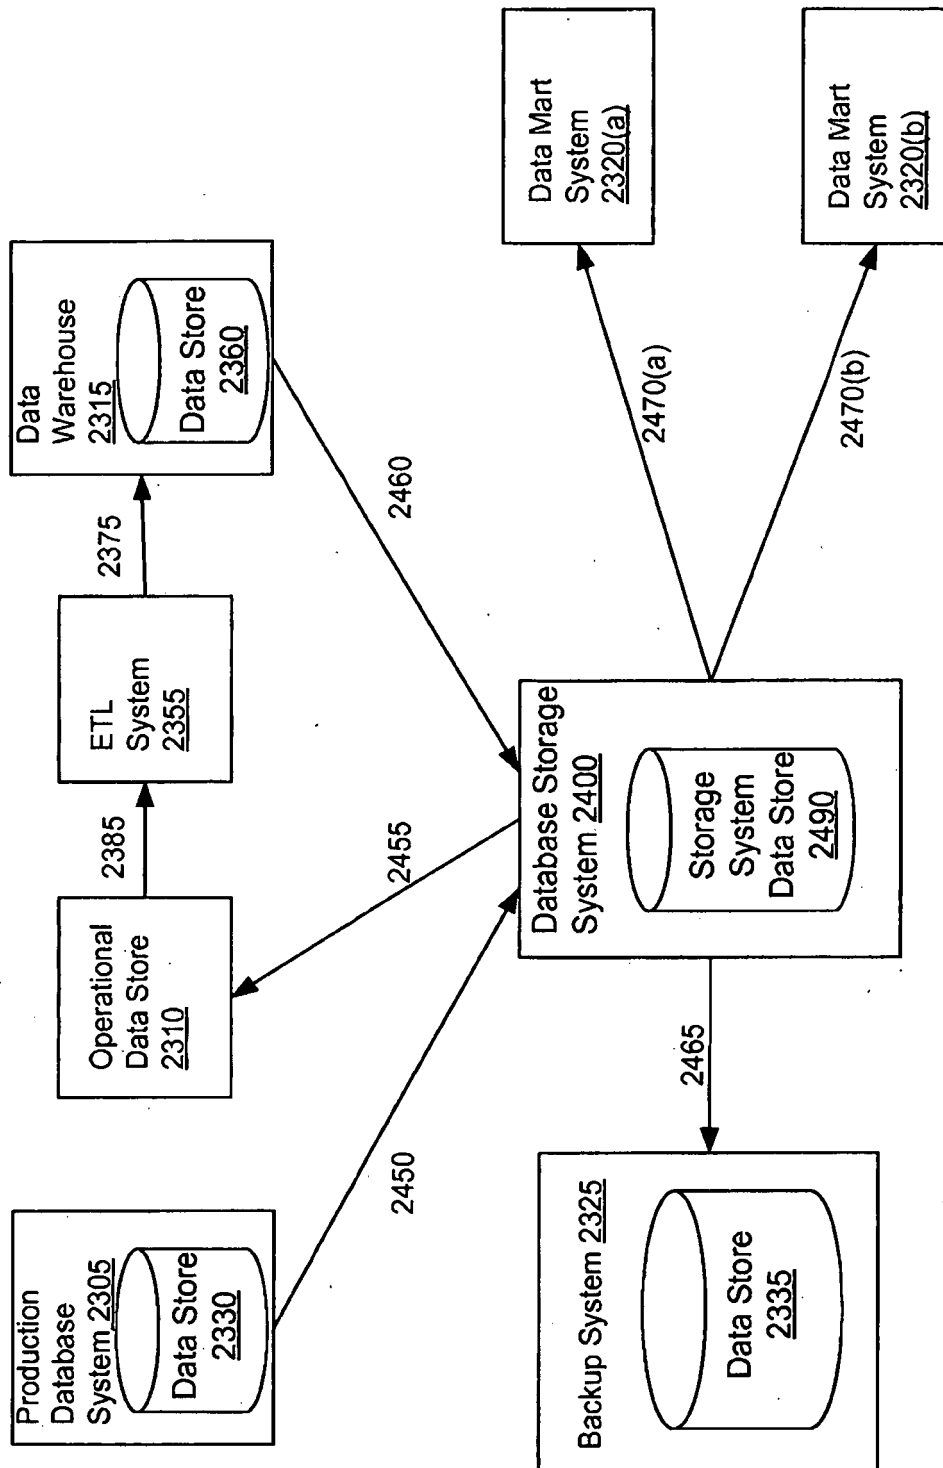 Production
Database
System 2305
Data Store
2330
Operational
Data Store
2310
2385
ETL
System
2355
2375
Data
Warehouse
2315
Data Store
2360
2450
2455
2460
Backup System 2325
Data Store
2335
2465
Database Storage
System 2400
Storage
System
Data Store
2490
2470(a)
2470(b)
Data Mart
System
2320(a)
Data Mart
System
2320(b)